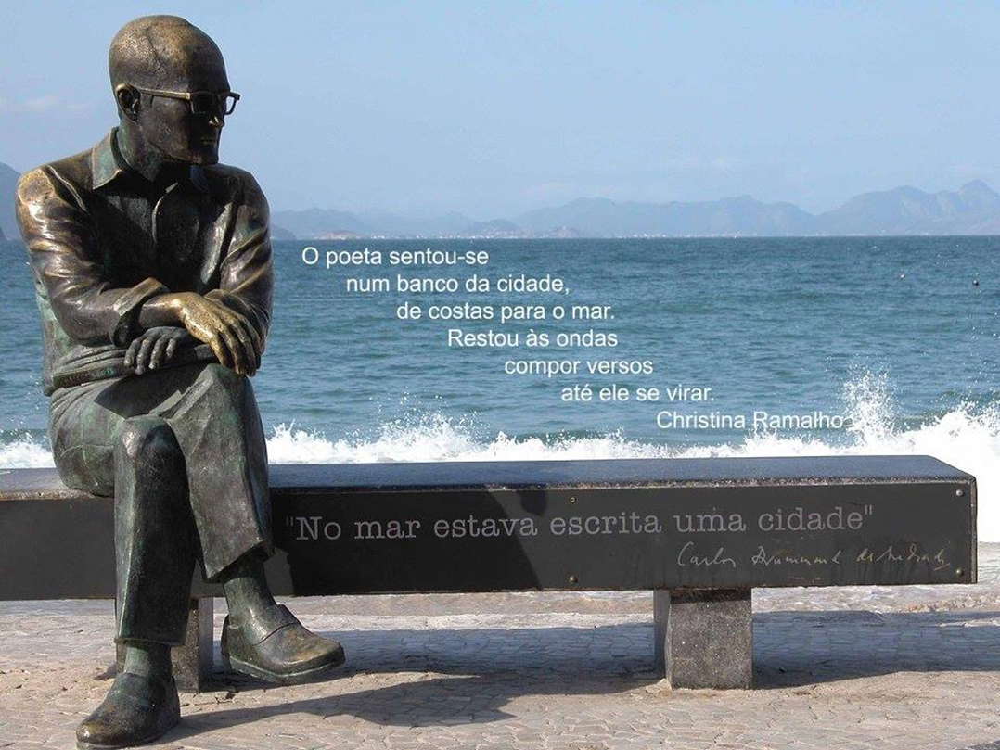 O poeta sentou-se
num banco da cidade,
de costas para o mar.
Restou às ondas
compor versos
até ele se virar.
Christina Ramalho
"No mar estava escrita uma cidade"
Carlos Drummond de Andrade